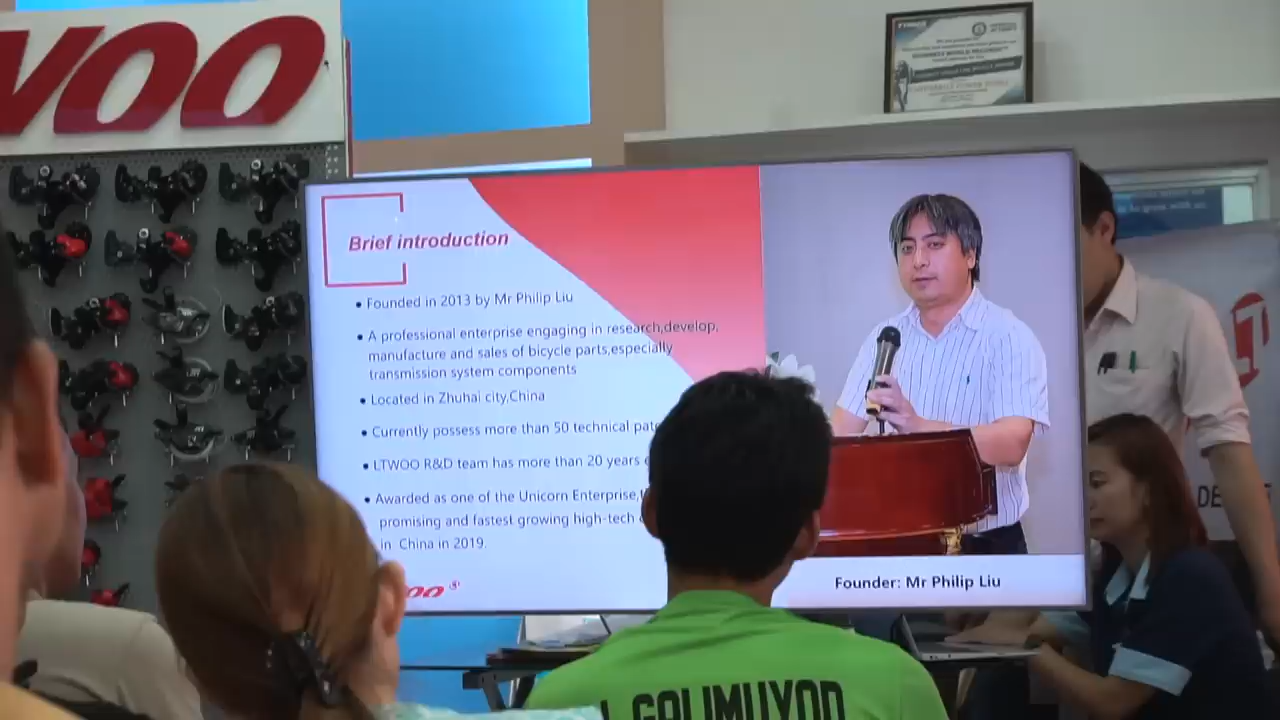 WOO
Brief introduction
• Founded in 2013 by Mr Philip Liu
• A professional enterprise engaging in research,develop,
manufacture and sales of bicycle parts,especially
transmission system components
• Located in Zhuhai city,China
• Currently possess more than 50 technical
• LTWOO R&D team has more than 20 years
• Awarded as one of the Unicorn Enterprise,
promising and fastest growing high-tech
in China in 2019.
Founder: Mr Philip Liu
GALIMUYOD